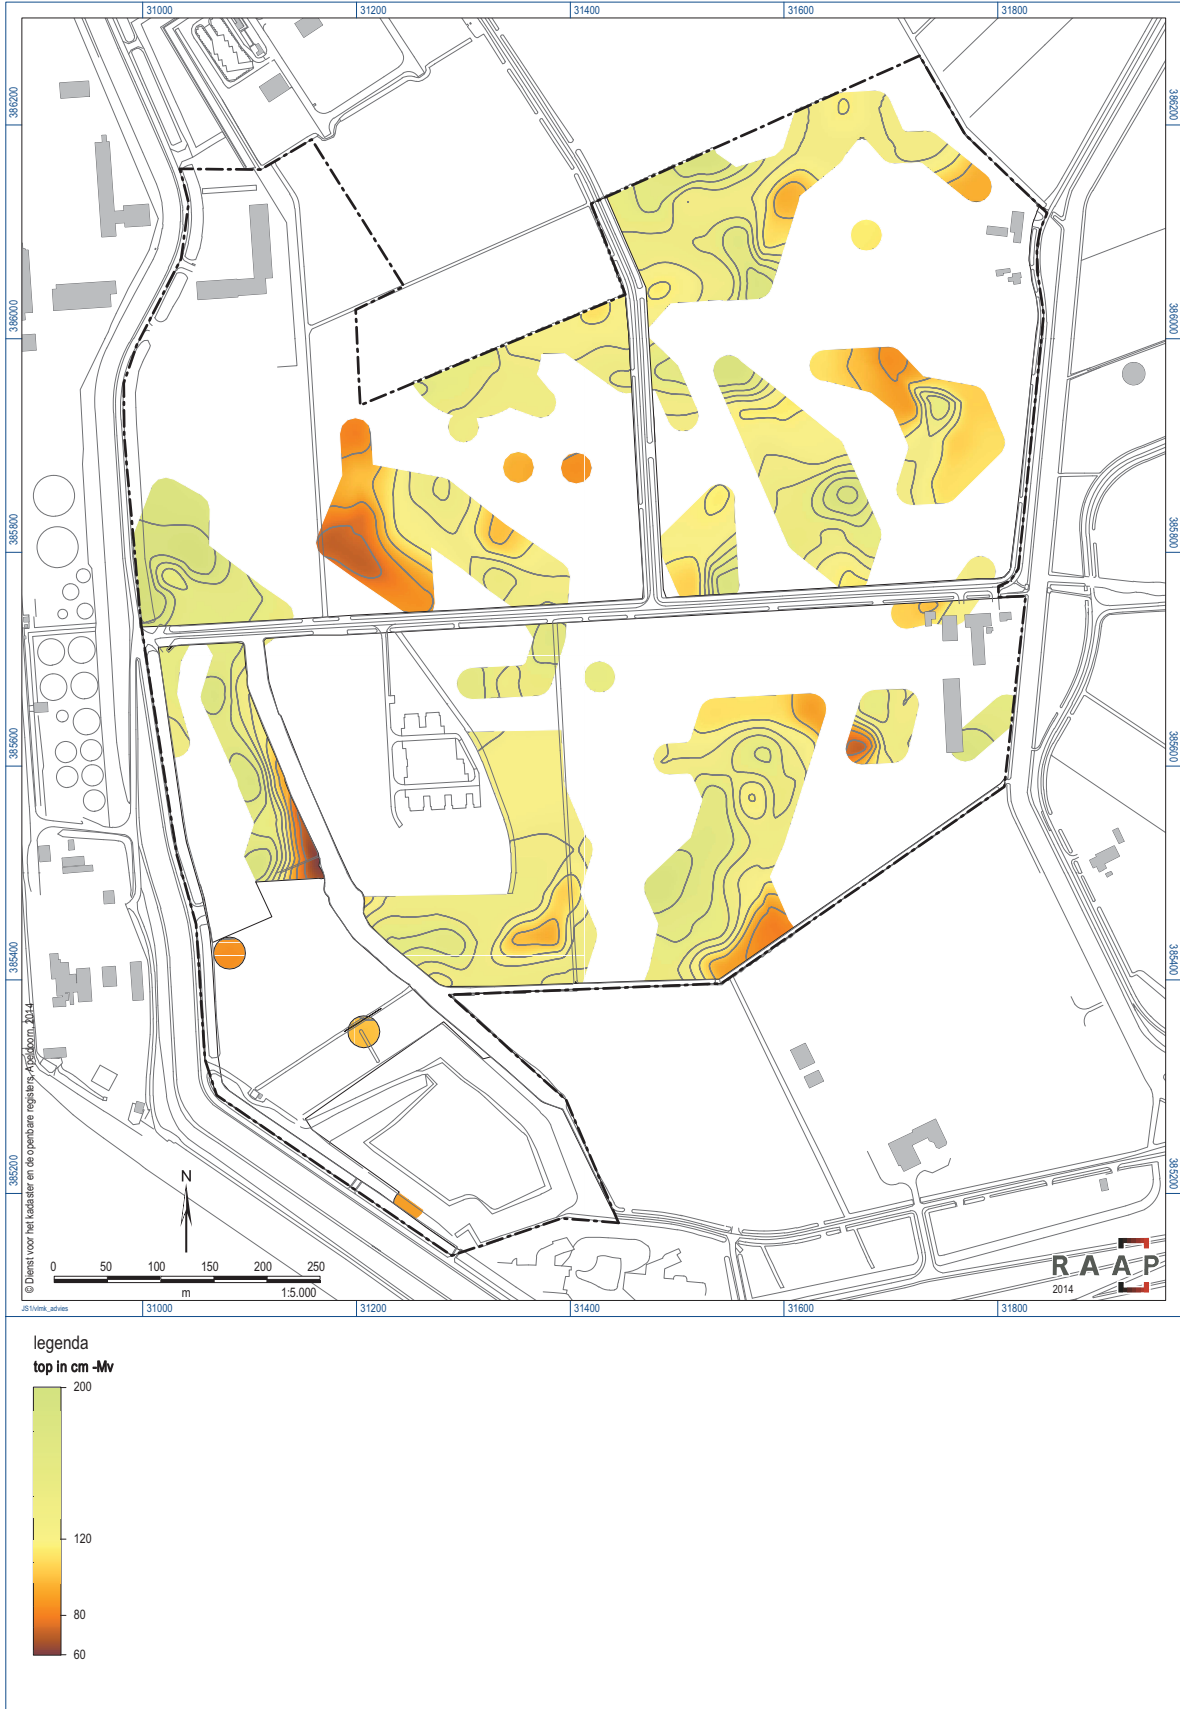 31000 31200 31400 31600 31800
386200 386200
386000 386000
385800 385800
385600 385600
385400 385400
385200 385200
© Dienst voor het kadaster en de openbare registers, Apeldoorn, 2014
N
0 50 100 150 200 250
m 1:5.000
RAAP
2014
JS1/vlmk_advies
31000 31200 31400 31600 31800
legenda
top in cm -Mv
200
120
80
60